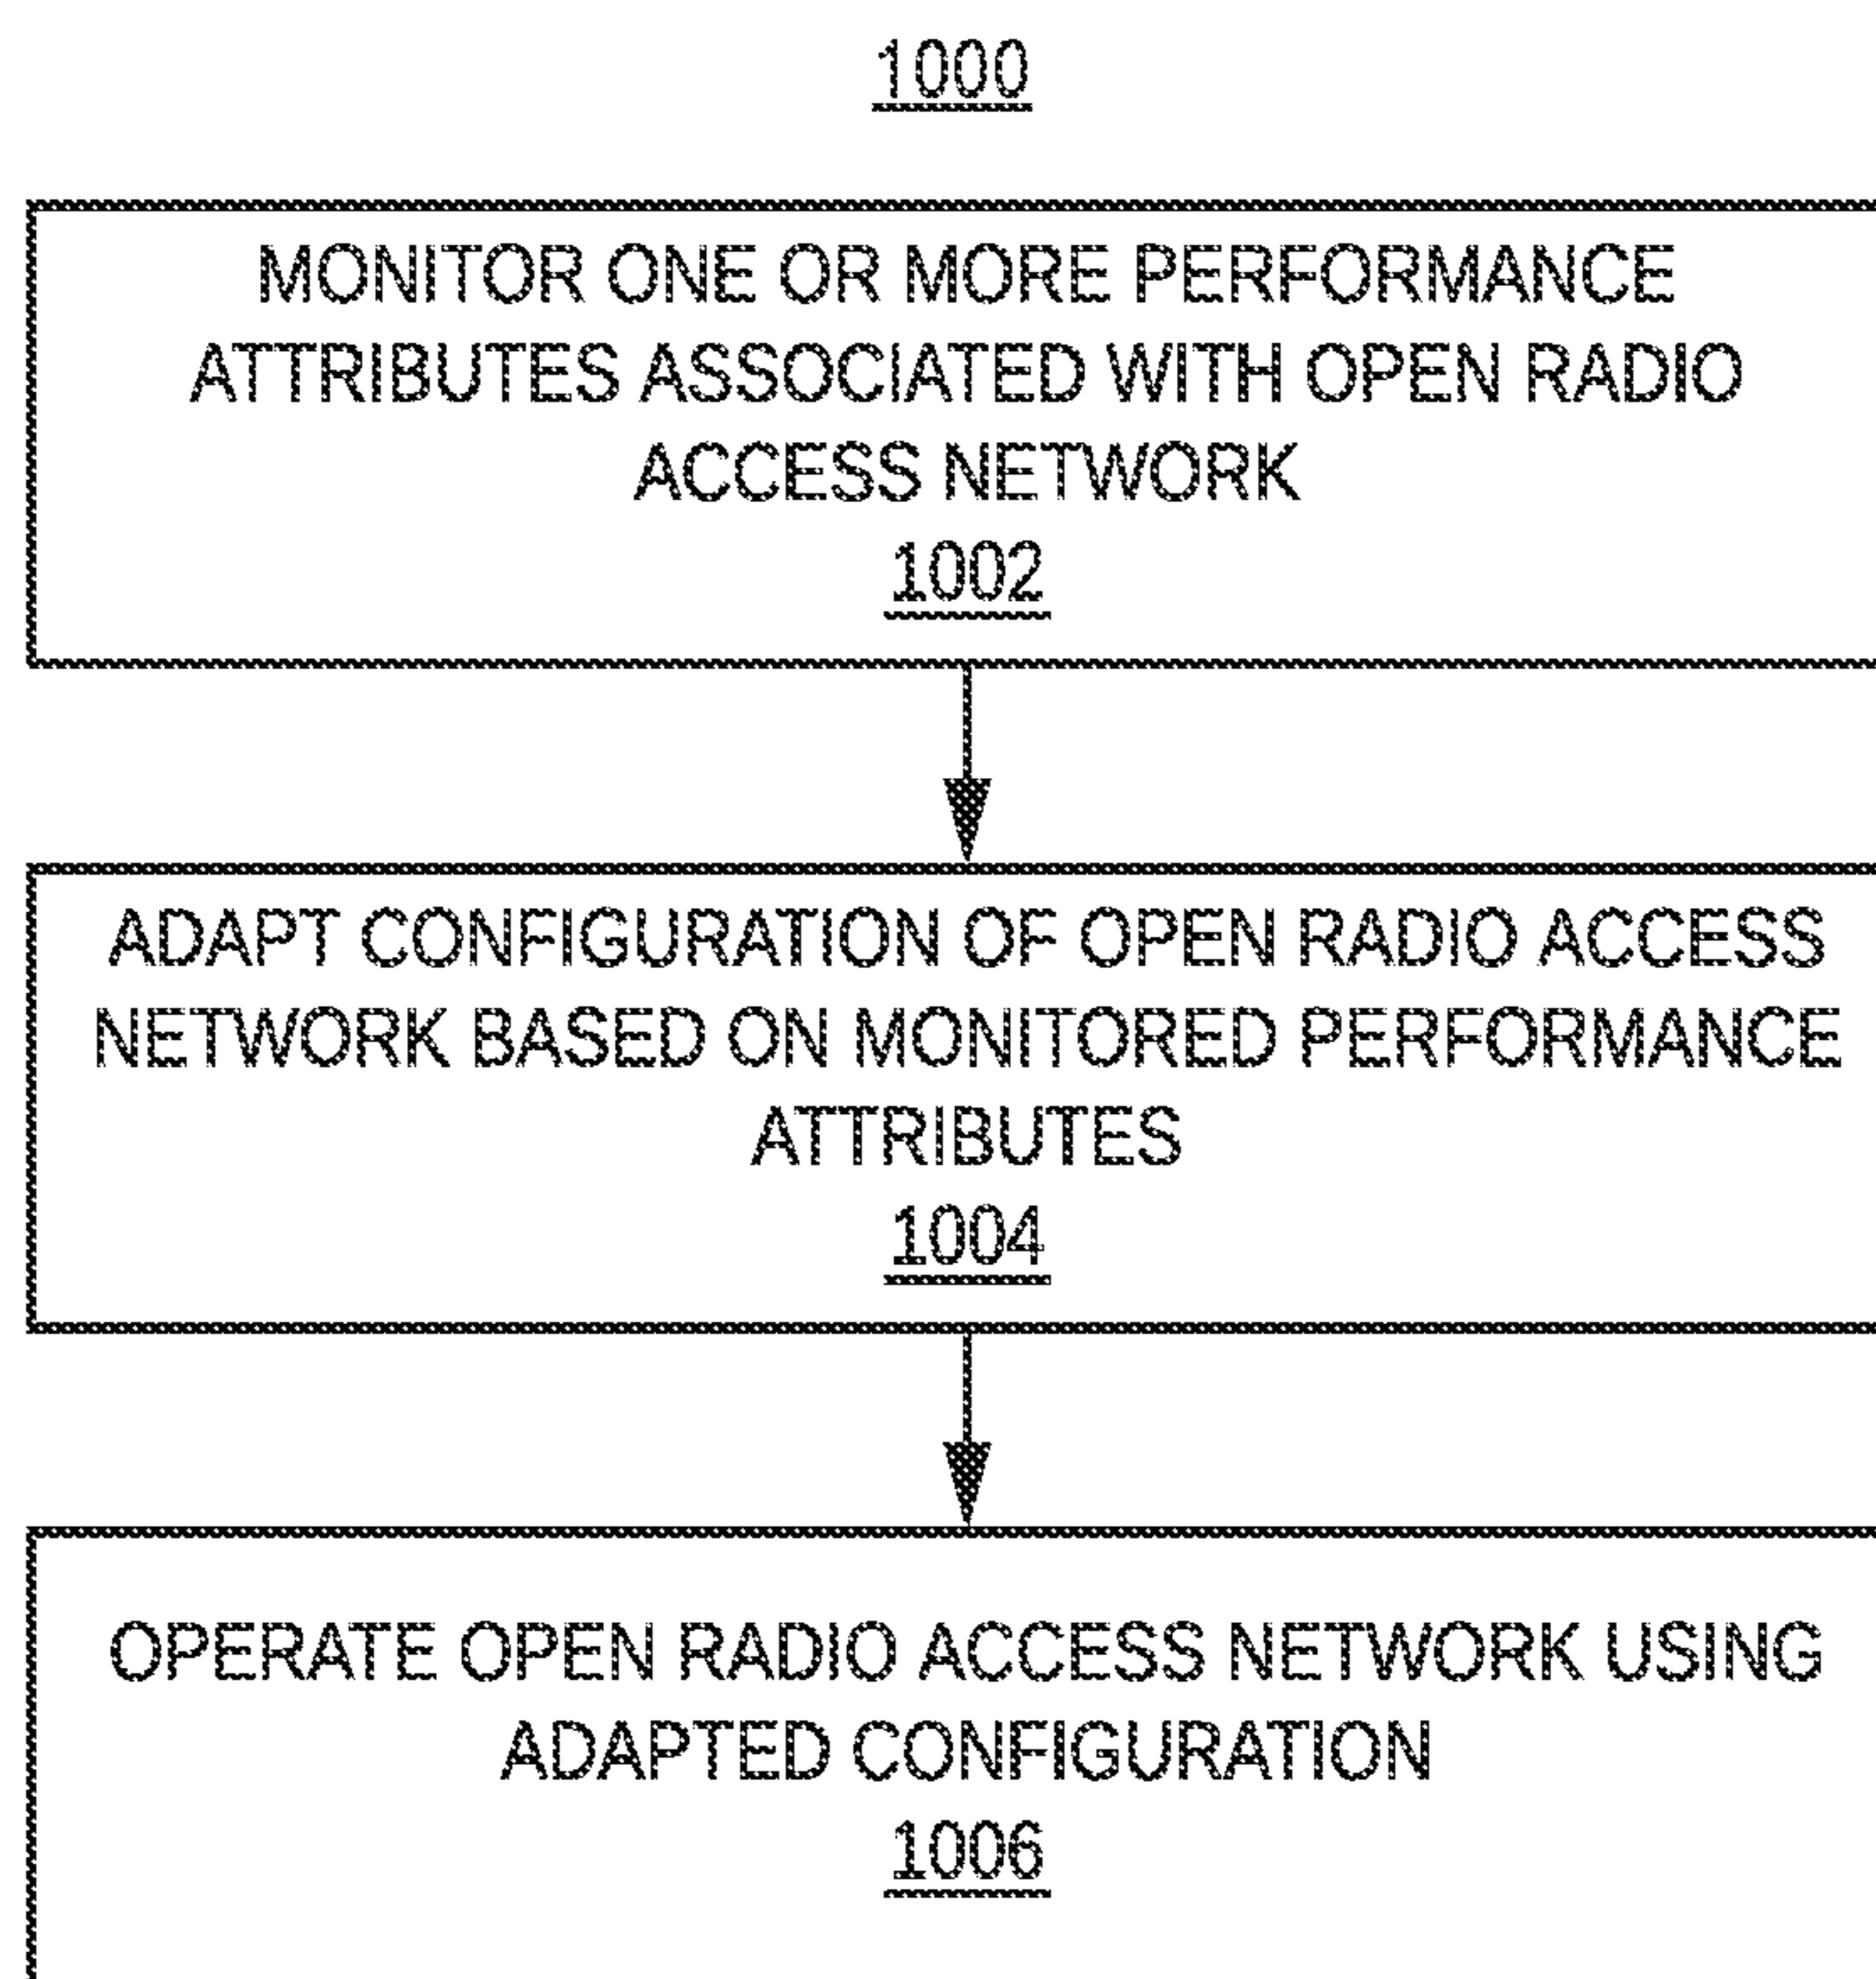 1000
MONITOR ONE OR MORE PERFORMANCE
ATTRIBUTES ASSOCIATED WITH OPEN RADIO
ACCESS NETWORK
1002
ADAPT CONFIGURATION OF OPEN RADIO ACCESS
NETWORK BASED ON MONITORED PERFORMANCE
ATTRIBUTES
1004
OPERATE OPEN RADIO ACCESS NETWORK USING
ADAPTED CONFIGURATION
1006